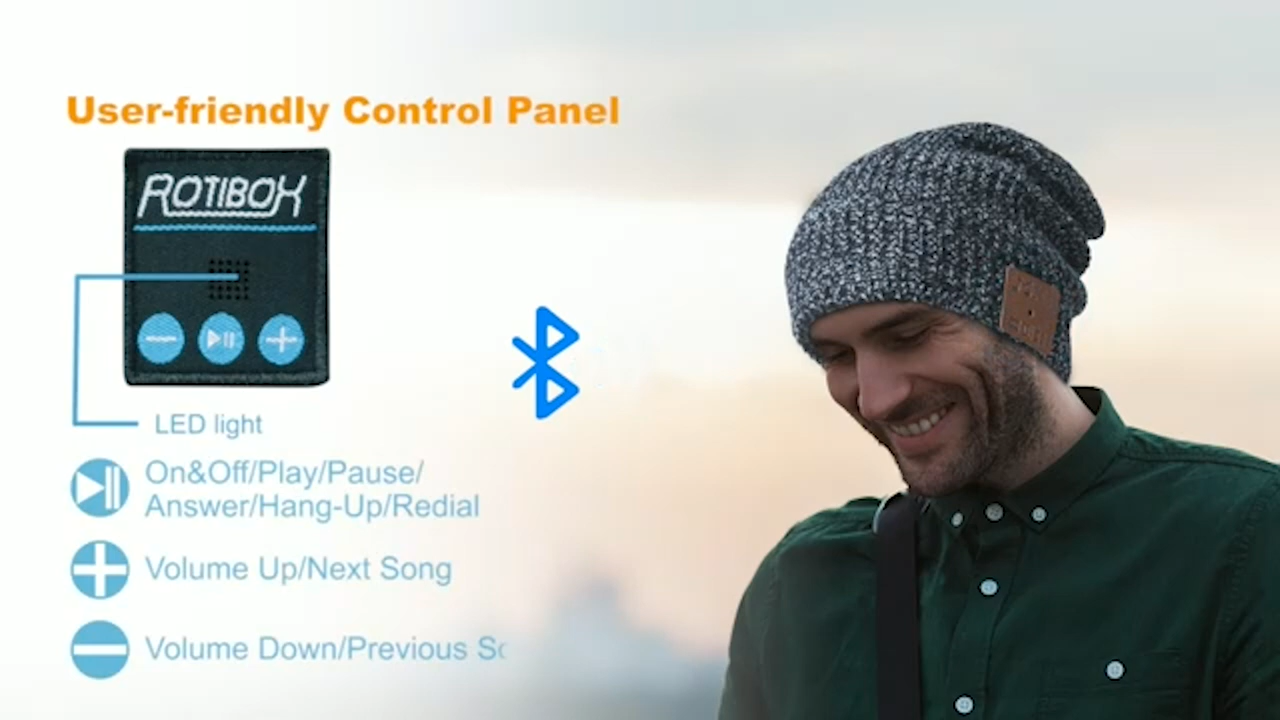 User-friendly Control Panel
ROTIBOX
LED light
On&Off/Play/Pause/
Answer/Hang-Up/Redial
Volume Up/Next Song
Volume Down/Previous